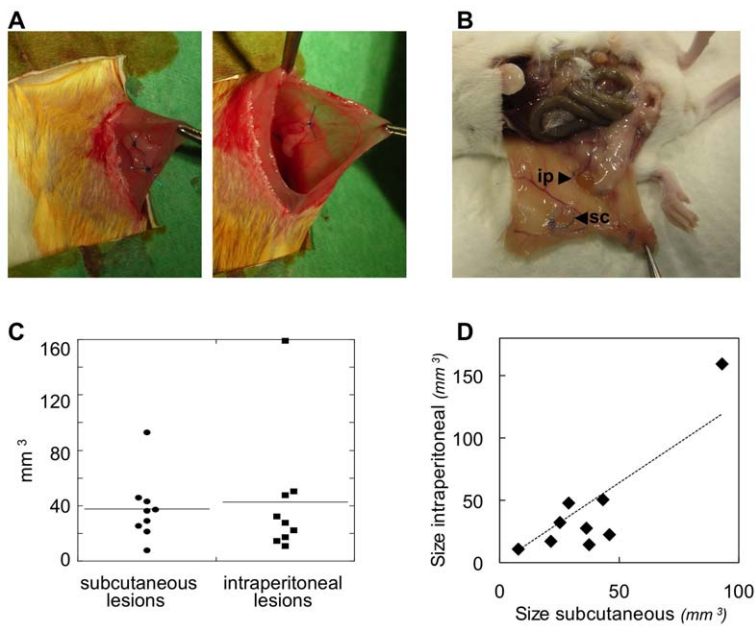 A
B
ip
sc
C
160
120
80
40
0
mm 3
subcutaneous
lesions
intraperitoneal
lesions
D
150
100
50
0
Size intraperitoneal
(mm 3)
0
50
100
Size subcutaneous (mm 3)